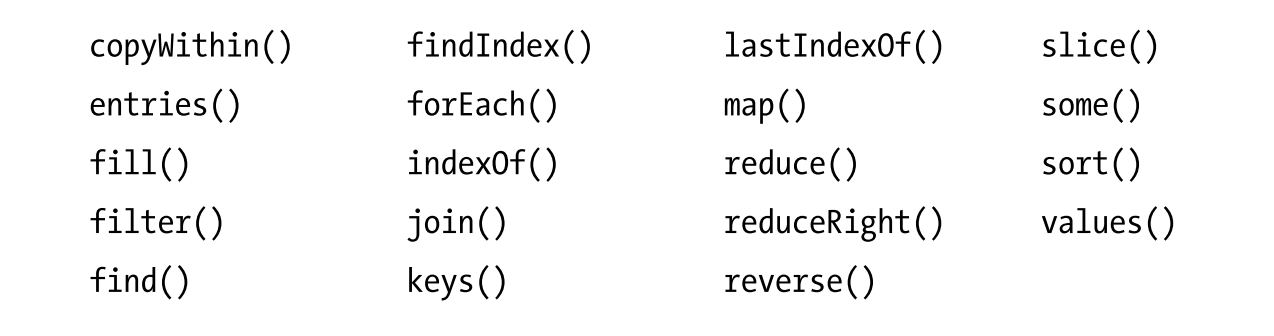 copyWithin() findIndex() lastIndexOf() slice()
entries() forEach() map() some()
fill() indexOf() reduce() sort()
filter() join() reduceRight() values()
find() keys() reverse()